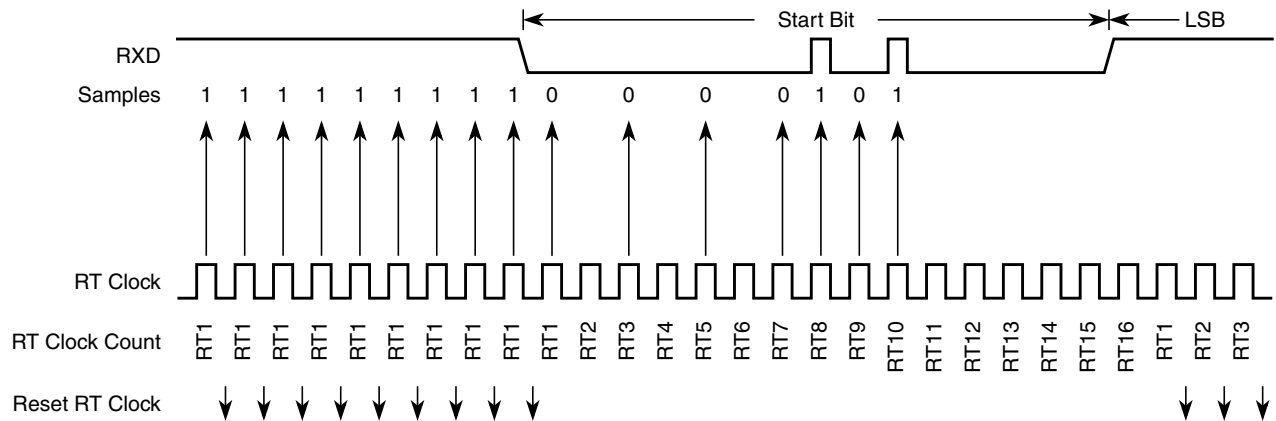 Start Bit LSB
RXD
Samples 1 1 1 1 1 1 1 1 1 0 0 0 0 1 0 1
RT Clock
RT Clock Count RT1 RT1 RT1 RT1 RT1 RT1 RT1 RT1 RT1 RT1 RT2 RT3 RT4 RT5 RT6 RT7 RT8 RT9 RT10 RT11 RT12 RT13 RT14 RT15 RT16 RT1 RT2 RT3
Reset RT Clock